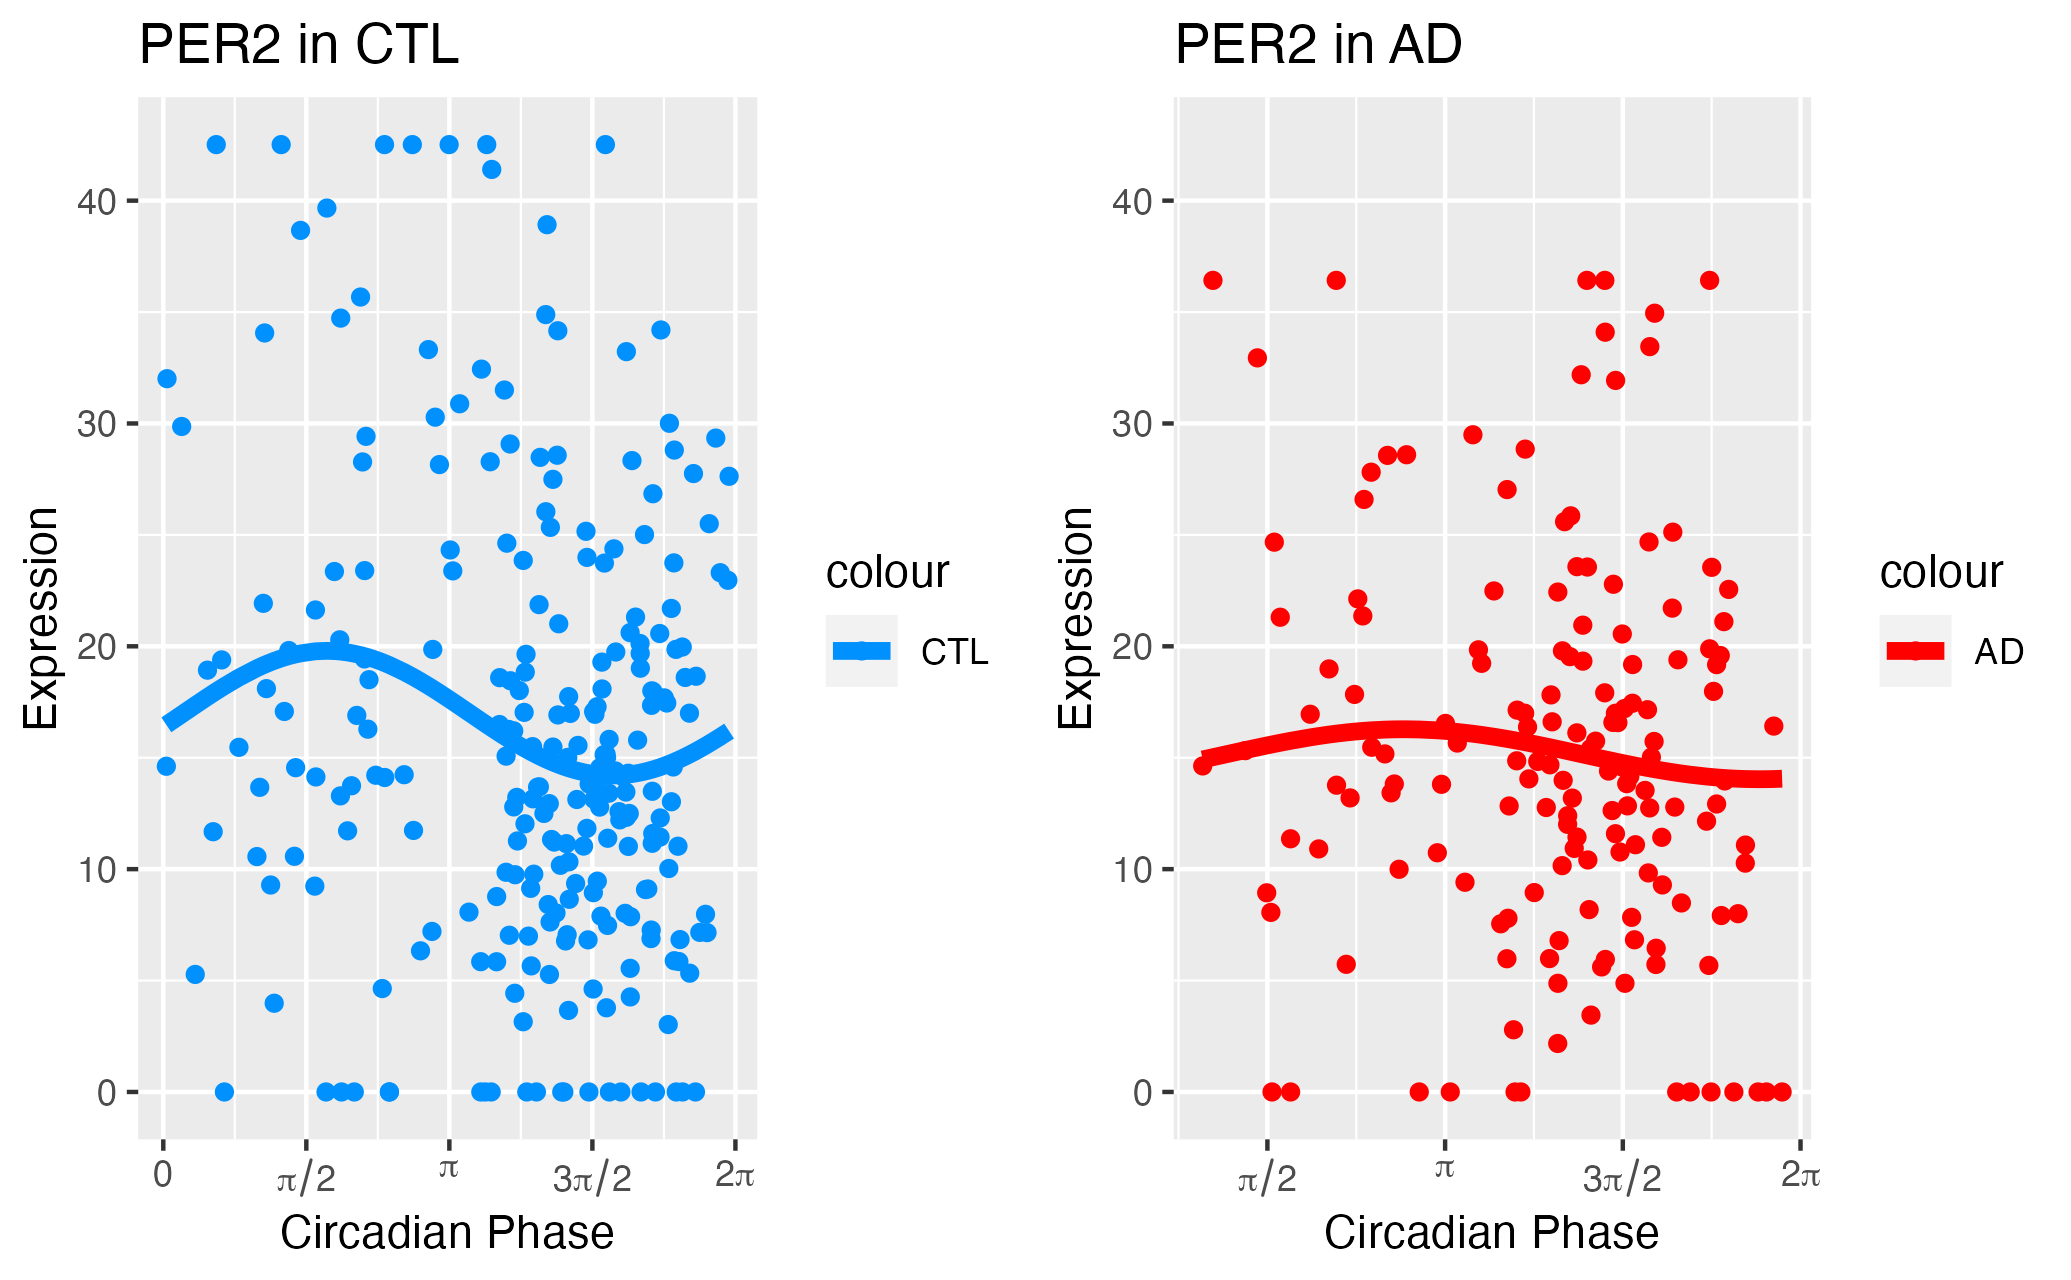 PER2 in CTL
40
30
20
10
0
Expression
0
π/2
π
3π/2
2π
Circadian Phase
colour
CTL
PER2 in AD
40
30
20
10
0
Expression
π/2
π
3π/2
2π
Circadian Phase
colour
AD